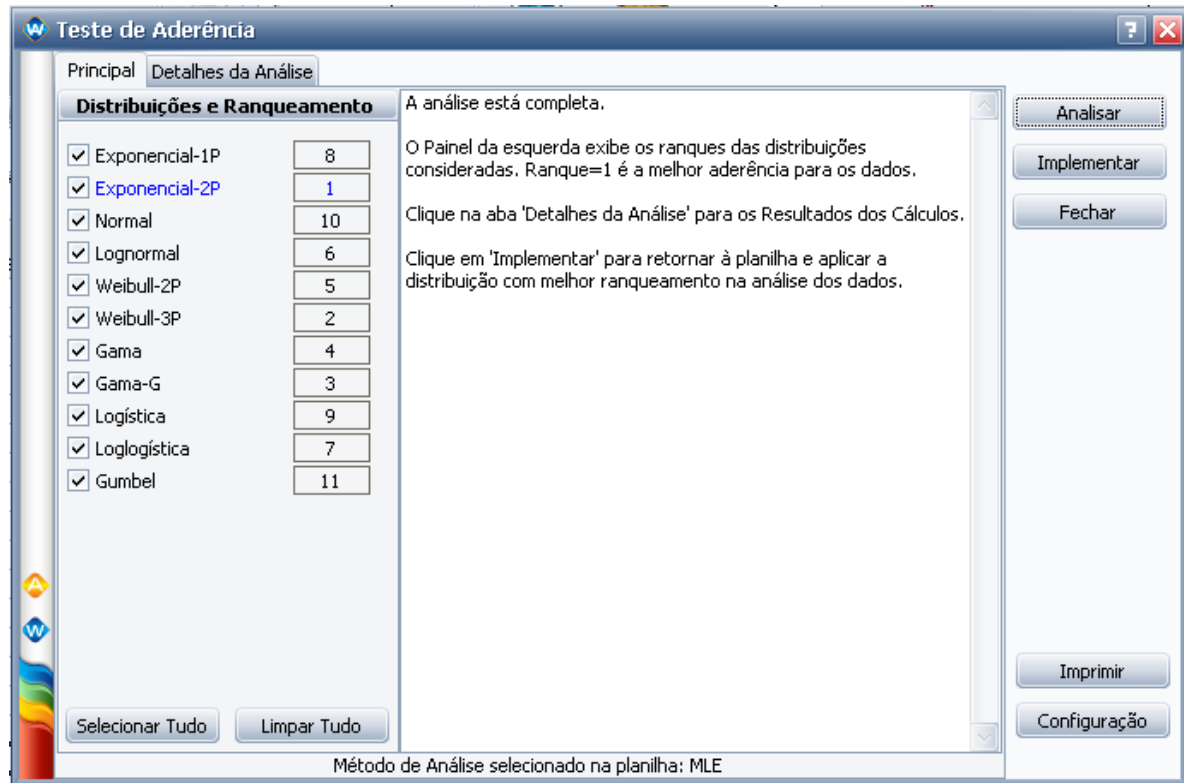 Teste de Aderência
Principal Detalhes da Análise
Distribuições e Ranqueamento
Exponencial-1P 8
Exponencial-2P 1
Normal 10
Lognormal 6
Weibull-2P 5
Weibull-3P 2
Gama 4
Gama-G 3
Logística 9
Loglogística 7
Gumbel 11
Selecionar Tudo Limpar Tudo
A análise está completa.
O Painel da esquerda exibe os ranques das distribuições
consideradas. Ranque=1 é a melhor aderência para os dados.
Clique na aba 'Detalhes da Análise' para os Resultados dos Cálculos.
Clique em 'Implementar' para retornar à planilha e aplicar a
distribuição com melhor ranqueamento na análise dos dados.
Analisar
Implementar
Fechar
Imprimir
Configuração
Método de Análise selecionado na planilha: MLE